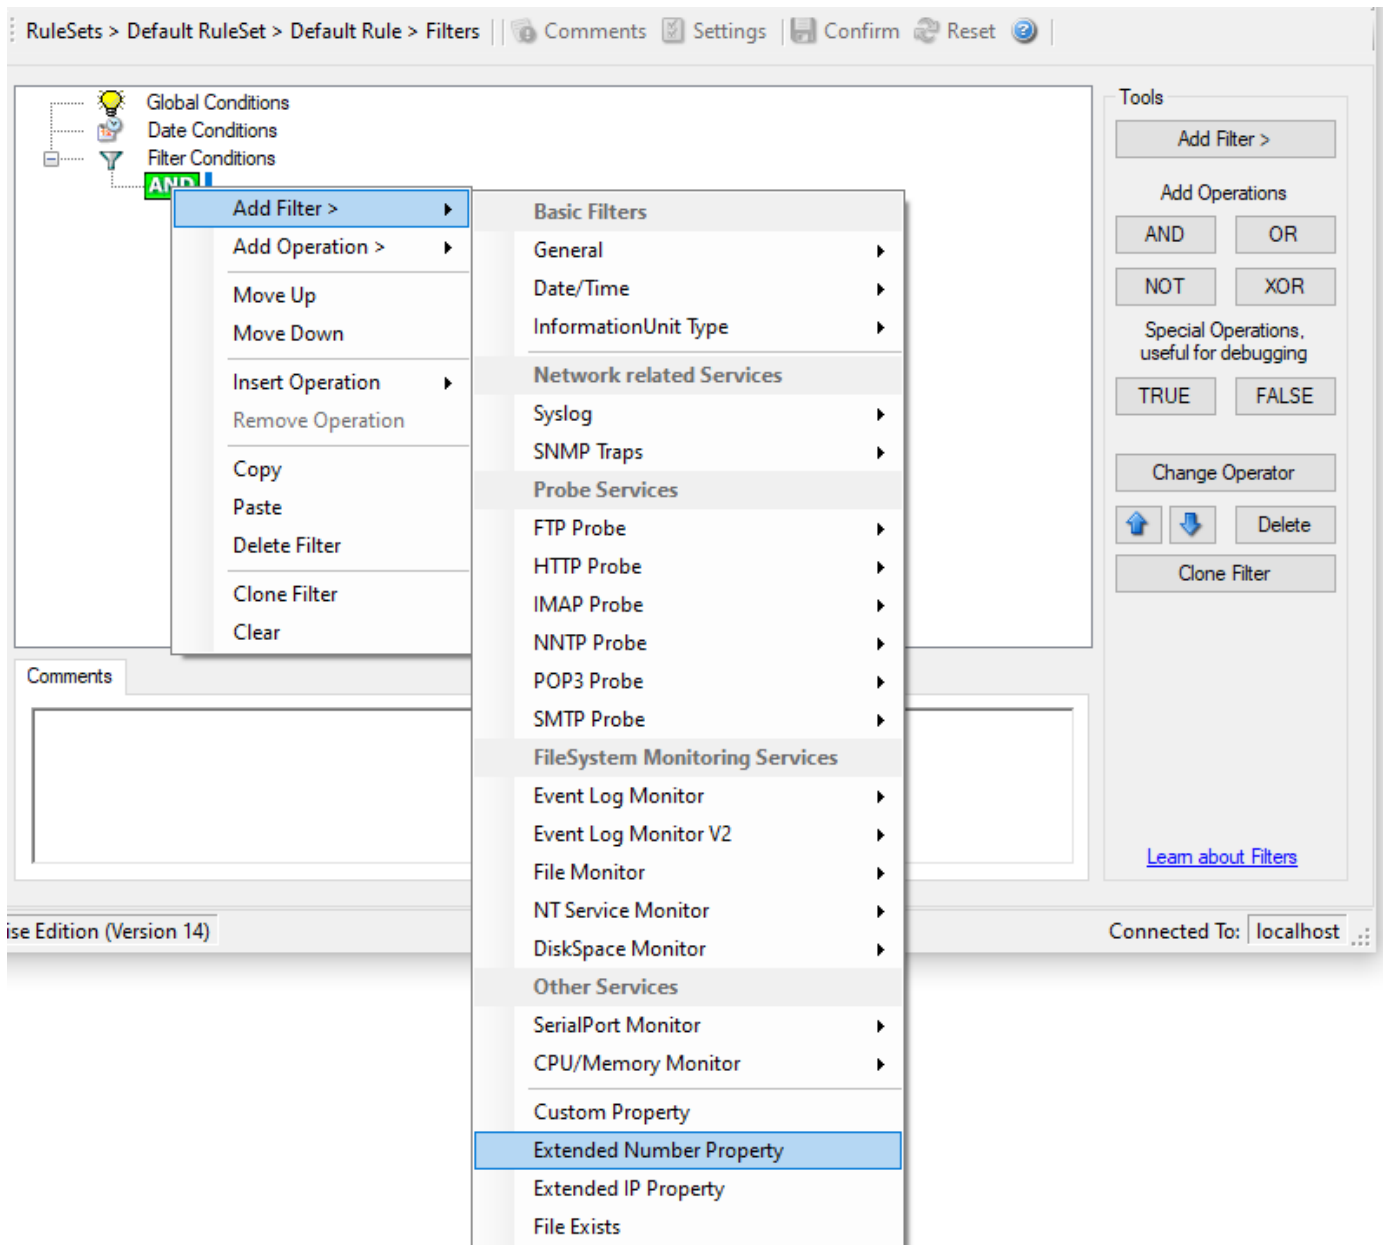 RuleSets > Default RuleSet > Default Rule > Filters
Comments
Settings
Confirm
Reset
Global Conditions
Date Conditions
Filter Conditions
AND
Add Filter >
Add Operation >
Move Up
Move Down
Insert Operation
Remove Operation
Copy
Paste
Delete Filter
Clone Filter
Clear
Basic Filters
General
Date/Time
InformationUnit Type
Network related Services
Syslog
SNMP Traps
Probe Services
FTP Probe
HTTP Probe
IMAP Probe
NNTP Probe
POP3 Probe
SMTP Probe
FileSystem Monitoring Services
Event Log Monitor
Event Log Monitor V2
File Monitor
NT Service Monitor
DiskSpace Monitor
Other Services
SerialPort Monitor
CPU/Memory Monitor
Custom Property
Extended Number Property
Extended IP Property
File Exists
Tools
Add Filter >
Add Operations
AND
OR
NOT
XOR
Special Operations,
useful for debugging
TRUE
FALSE
Change Operator
Delete
Clone Filter
Learn about Filters
Comments
ise Edition (Version 14)
Connected To: localhost